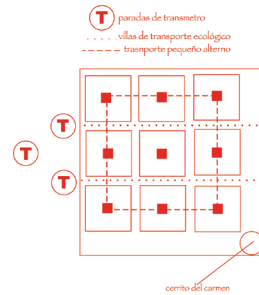 T paradas de transmetro
villas de transporte ecológico
trasnporte pequeño alterno
T
T
T
cerrito del carmen